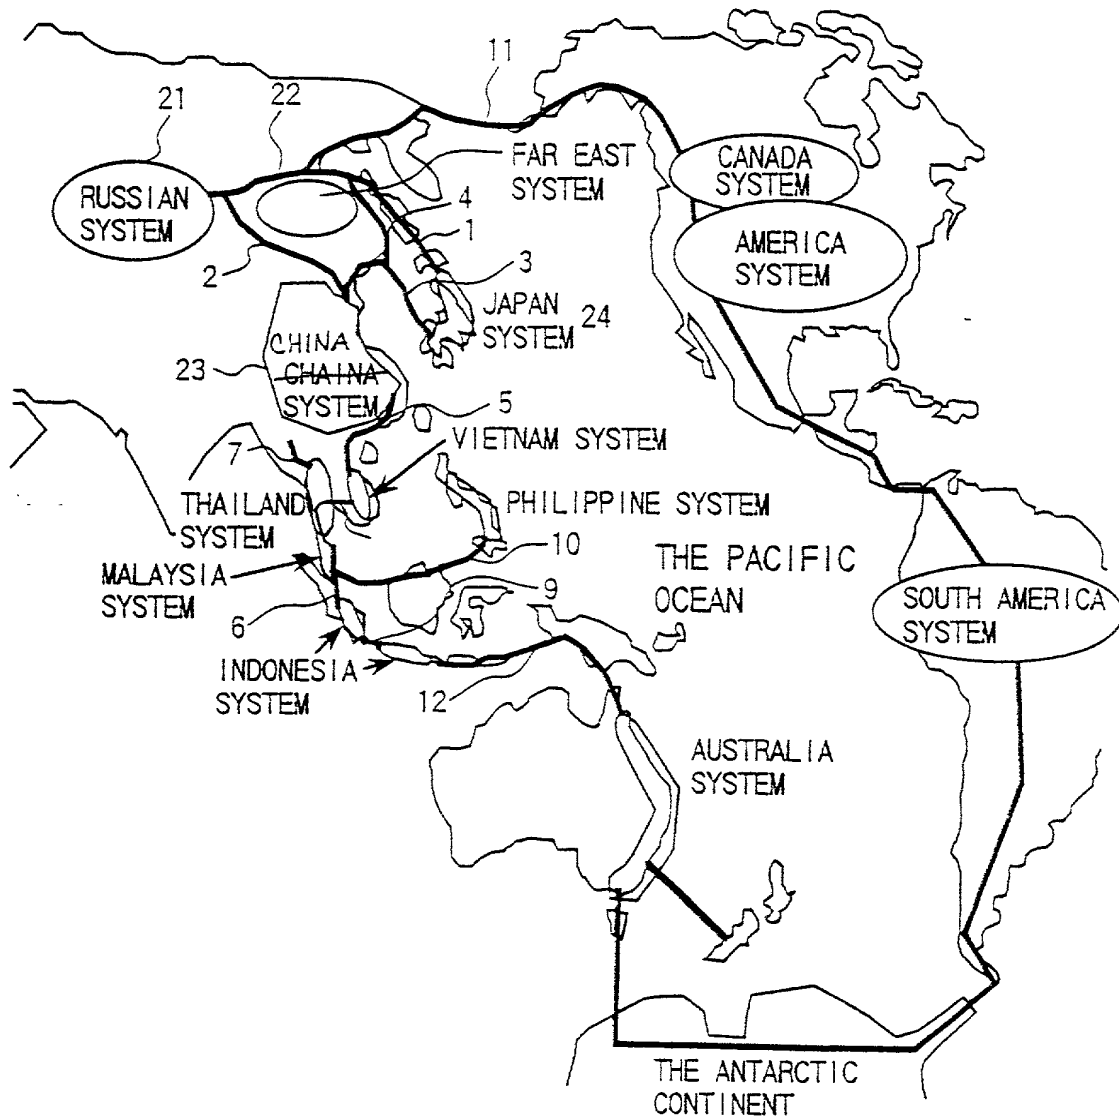 11
21
22
FAR EAST
SYSTEM
CANADA
SYSTEM
RUSSIAN
SYSTEM
4
1
AMERICA
SYSTEM
2
3
JAPAN
SYSTEM 24
CHINA
23
CHAINA
SYSTEM
5
VIETNAM SYSTEM
7
THAILAND
SYSTEM
PHILIPPINE SYSTEM
10
THE PACIFIC
OCEAN
MALAYSIA
SYSTEM
9
6
SOUTH AMERICA
SYSTEM
INDONESIA
SYSTEM
12
AUSTRALIA
SYSTEM
THE ANTARCTIC
CONTINENT